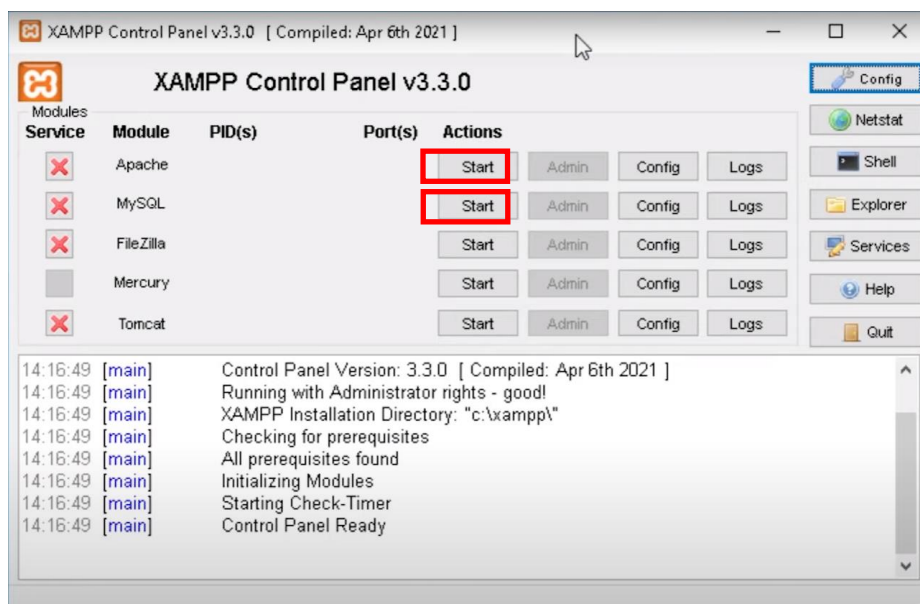 XAMPP Control Panel v3.3.0 [ Compiled: Apr 6th 2021 ]
XAMPP Control Panel v3.3.0
Config
Modules
Service Module PID(s) Port(s) Actions
Netstat
Apache Start Admin Config Logs
Shell
MySQL Start Admin Config Logs
Explorer
FileZilla Start Admin Config Logs
Services
Mercury Start Admin Config Logs
Help
Tomcat Start Admin Config Logs
Quit
14:16:49 [main] Control Panel Version: 3.3.0 [ Compiled: Apr 6th 2021 ]
14:16:49 [main] Running with Administrator rights - good!
14:16:49 [main] XAMPP Installation Directory: "c:\xampp\"
14:16:49 [main] Checking for prerequisites
14:16:49 [main] All prerequisites found
14:16:49 [main] Initializing Modules
14:16:49 [main] Starting Check-Timer
14:16:49 [main] Control Panel Ready